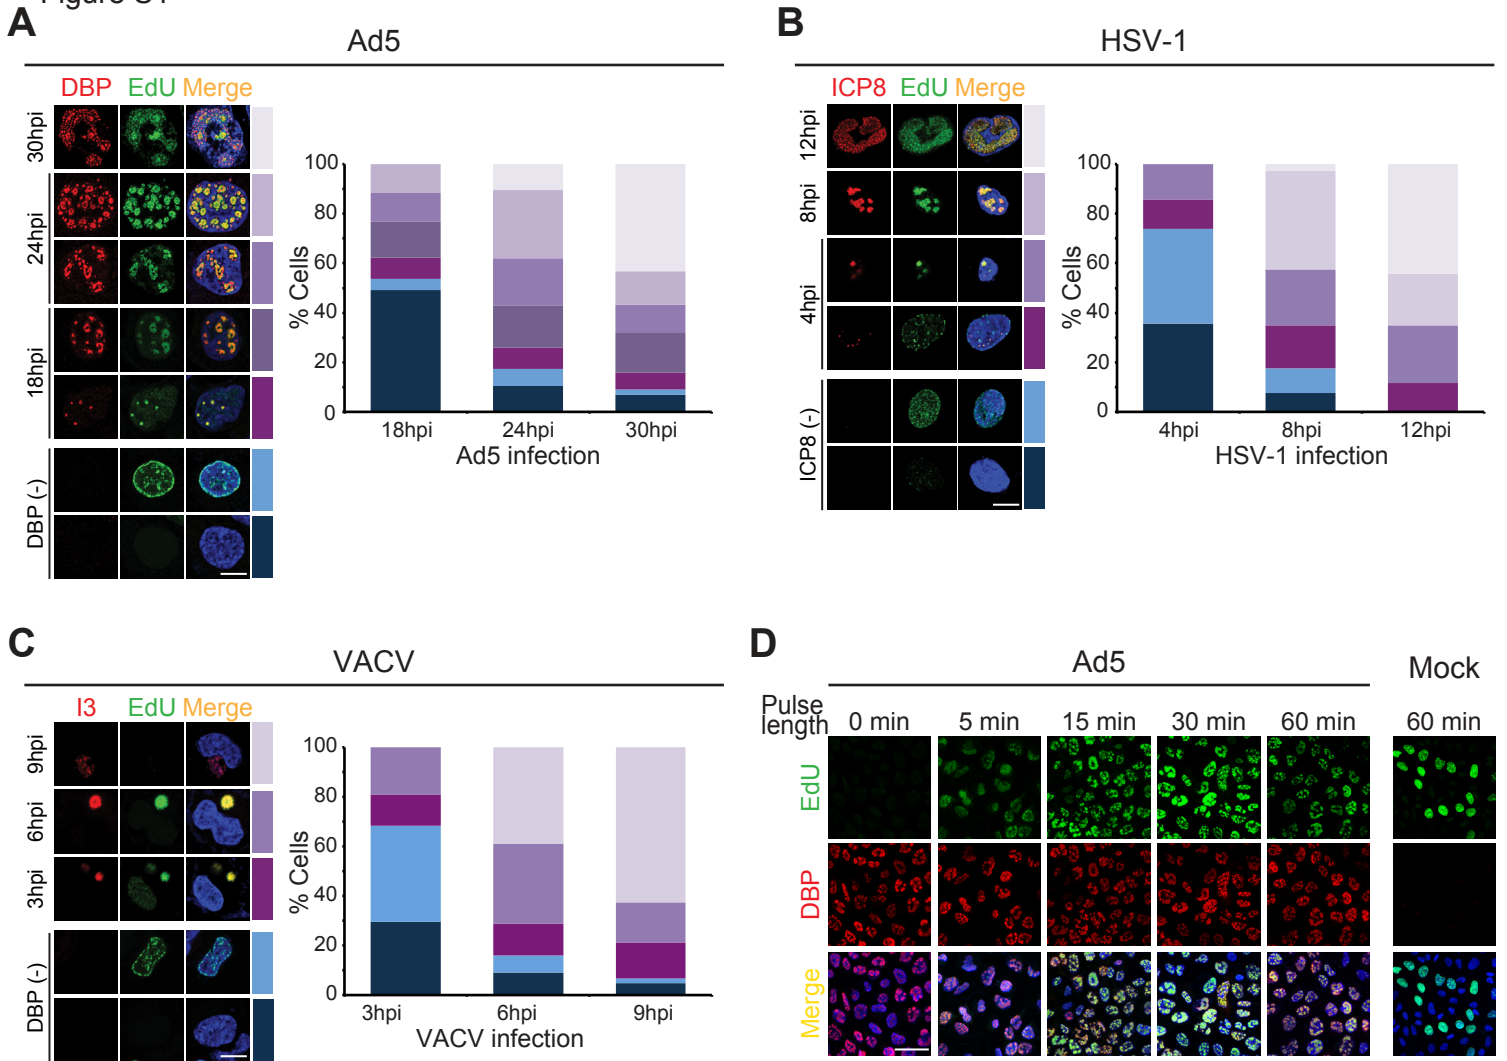 A
Ad5
DBP EdU Merge
30hpi
24hpi
18hpi
DBP (-)
% Cells
100
80
60
40
20
0
18hpi 24hpi 30hpi
Ad5 infection
B
HSV-1
ICP8 EdU Merge
12hpi
8hpi
4hpi
ICP8 (-)
% Cells
100
80
60
40
20
0
4hpi 8hpi 12hpi
HSV-1 infection
C
VACV
I3 EdU Merge
9hpi
6hpi
3hpi
DBP (-)
% Cells
100
80
60
40
20
0
3hpi 6hpi 9hpi
VACV infection
D
Ad5 Mock
Pulse
length 0 min 5 min 15 min 30 min 60 min 60 min
EdU
DBP
Merge